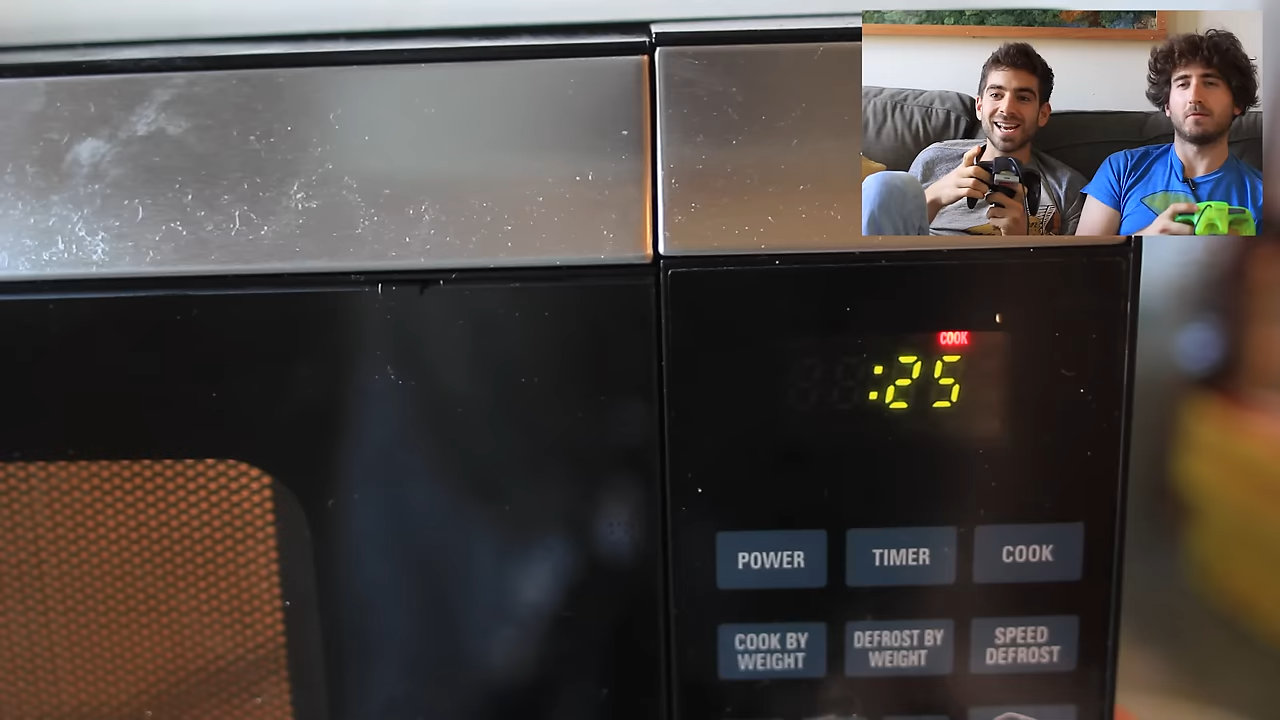 COOK
:25
POWER
TIMER
COOK
COOK BY
WEIGHT
DEFROST BY
WEIGHT
SPEED
DEFROST